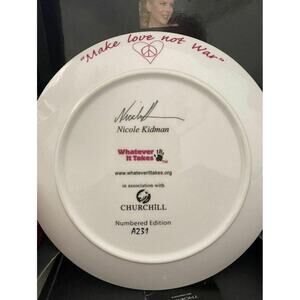 "Make love not War"
Nicole Kidman
Whatever
It Takes
www.whateverittakes.org
in association with
CHURCHILL
Numbered Edition
A231